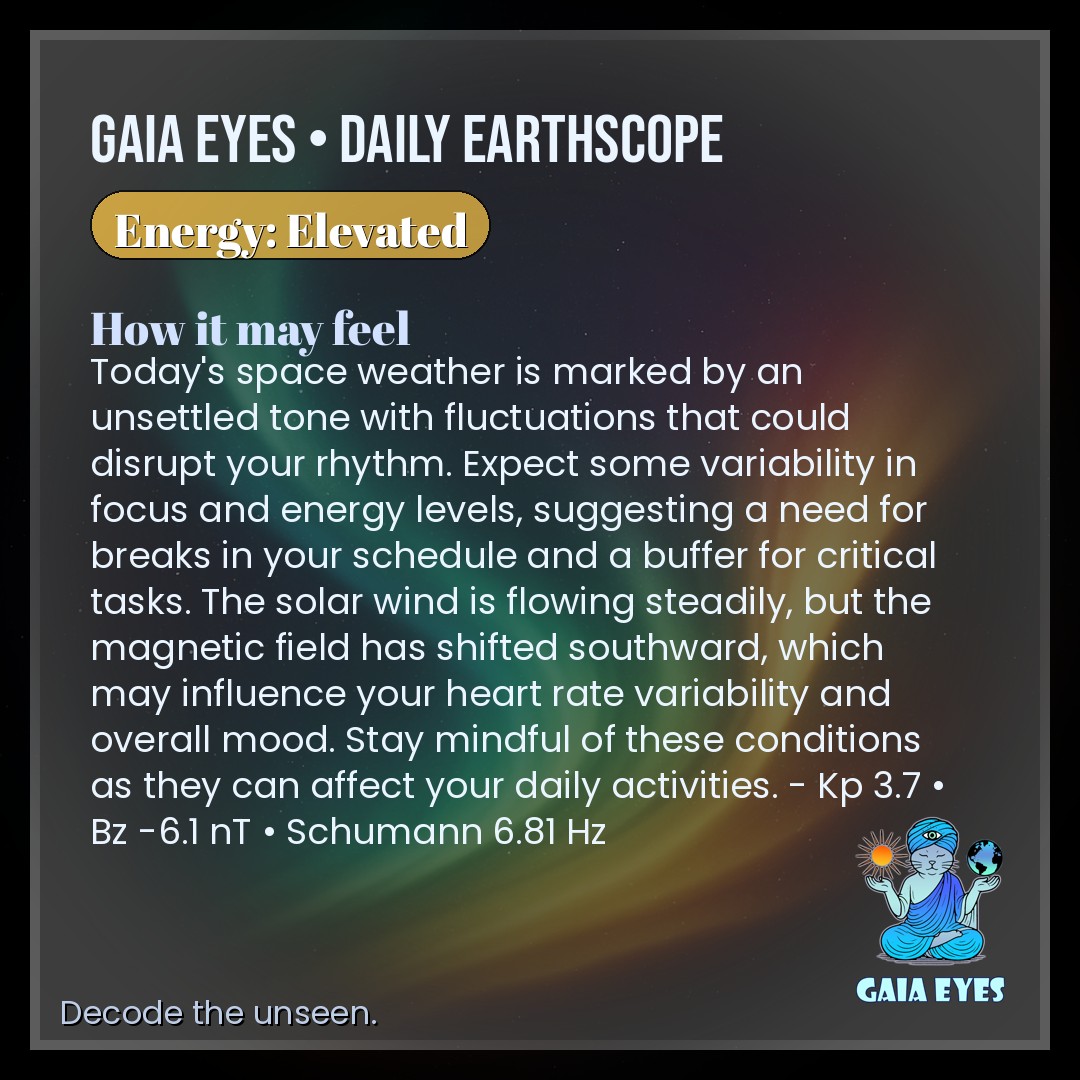 GAIA EYES • DAILY EARTHSCOPE
Energy: Elevated
How it may feel
Today's space weather is marked by an
unsettled tone with fluctuations that could
disrupt your rhythm. Expect some variability in
focus and energy levels, suggesting a need for
breaks in your schedule and a buffer for critical
tasks. The solar wind is flowing steadily, but the
magnetic field has shifted southward, which
may influence your heart rate variability and
overall mood. Stay mindful of these conditions
as they can affect your daily activities. - Kp 3.7 •
Bz -6.1 nT • Schumann 6.81 Hz
GAIA EYES
Decode the unseen.